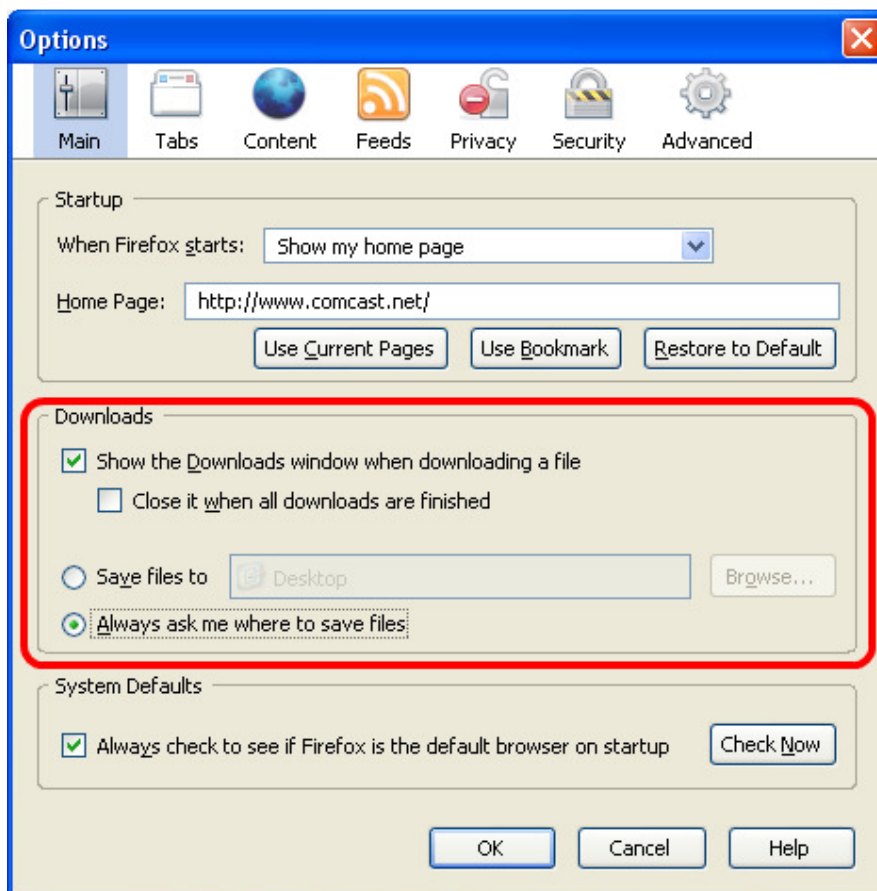 Options
Main Tabs Content Feeds Privacy Security Advanced
Startup
When Firefox starts: Show my home page
Home Page: http://www.comcast.net/
Use Current Pages Use Bookmark Restore to Default
Downloads
Show the Downloads window when downloading a file
Close it when all downloads are finished
Save files to Desktop Browse...
Always ask me where to save files
System Defaults
Always check to see if Firefox is the default browser on startup Check Now
OK Cancel Help